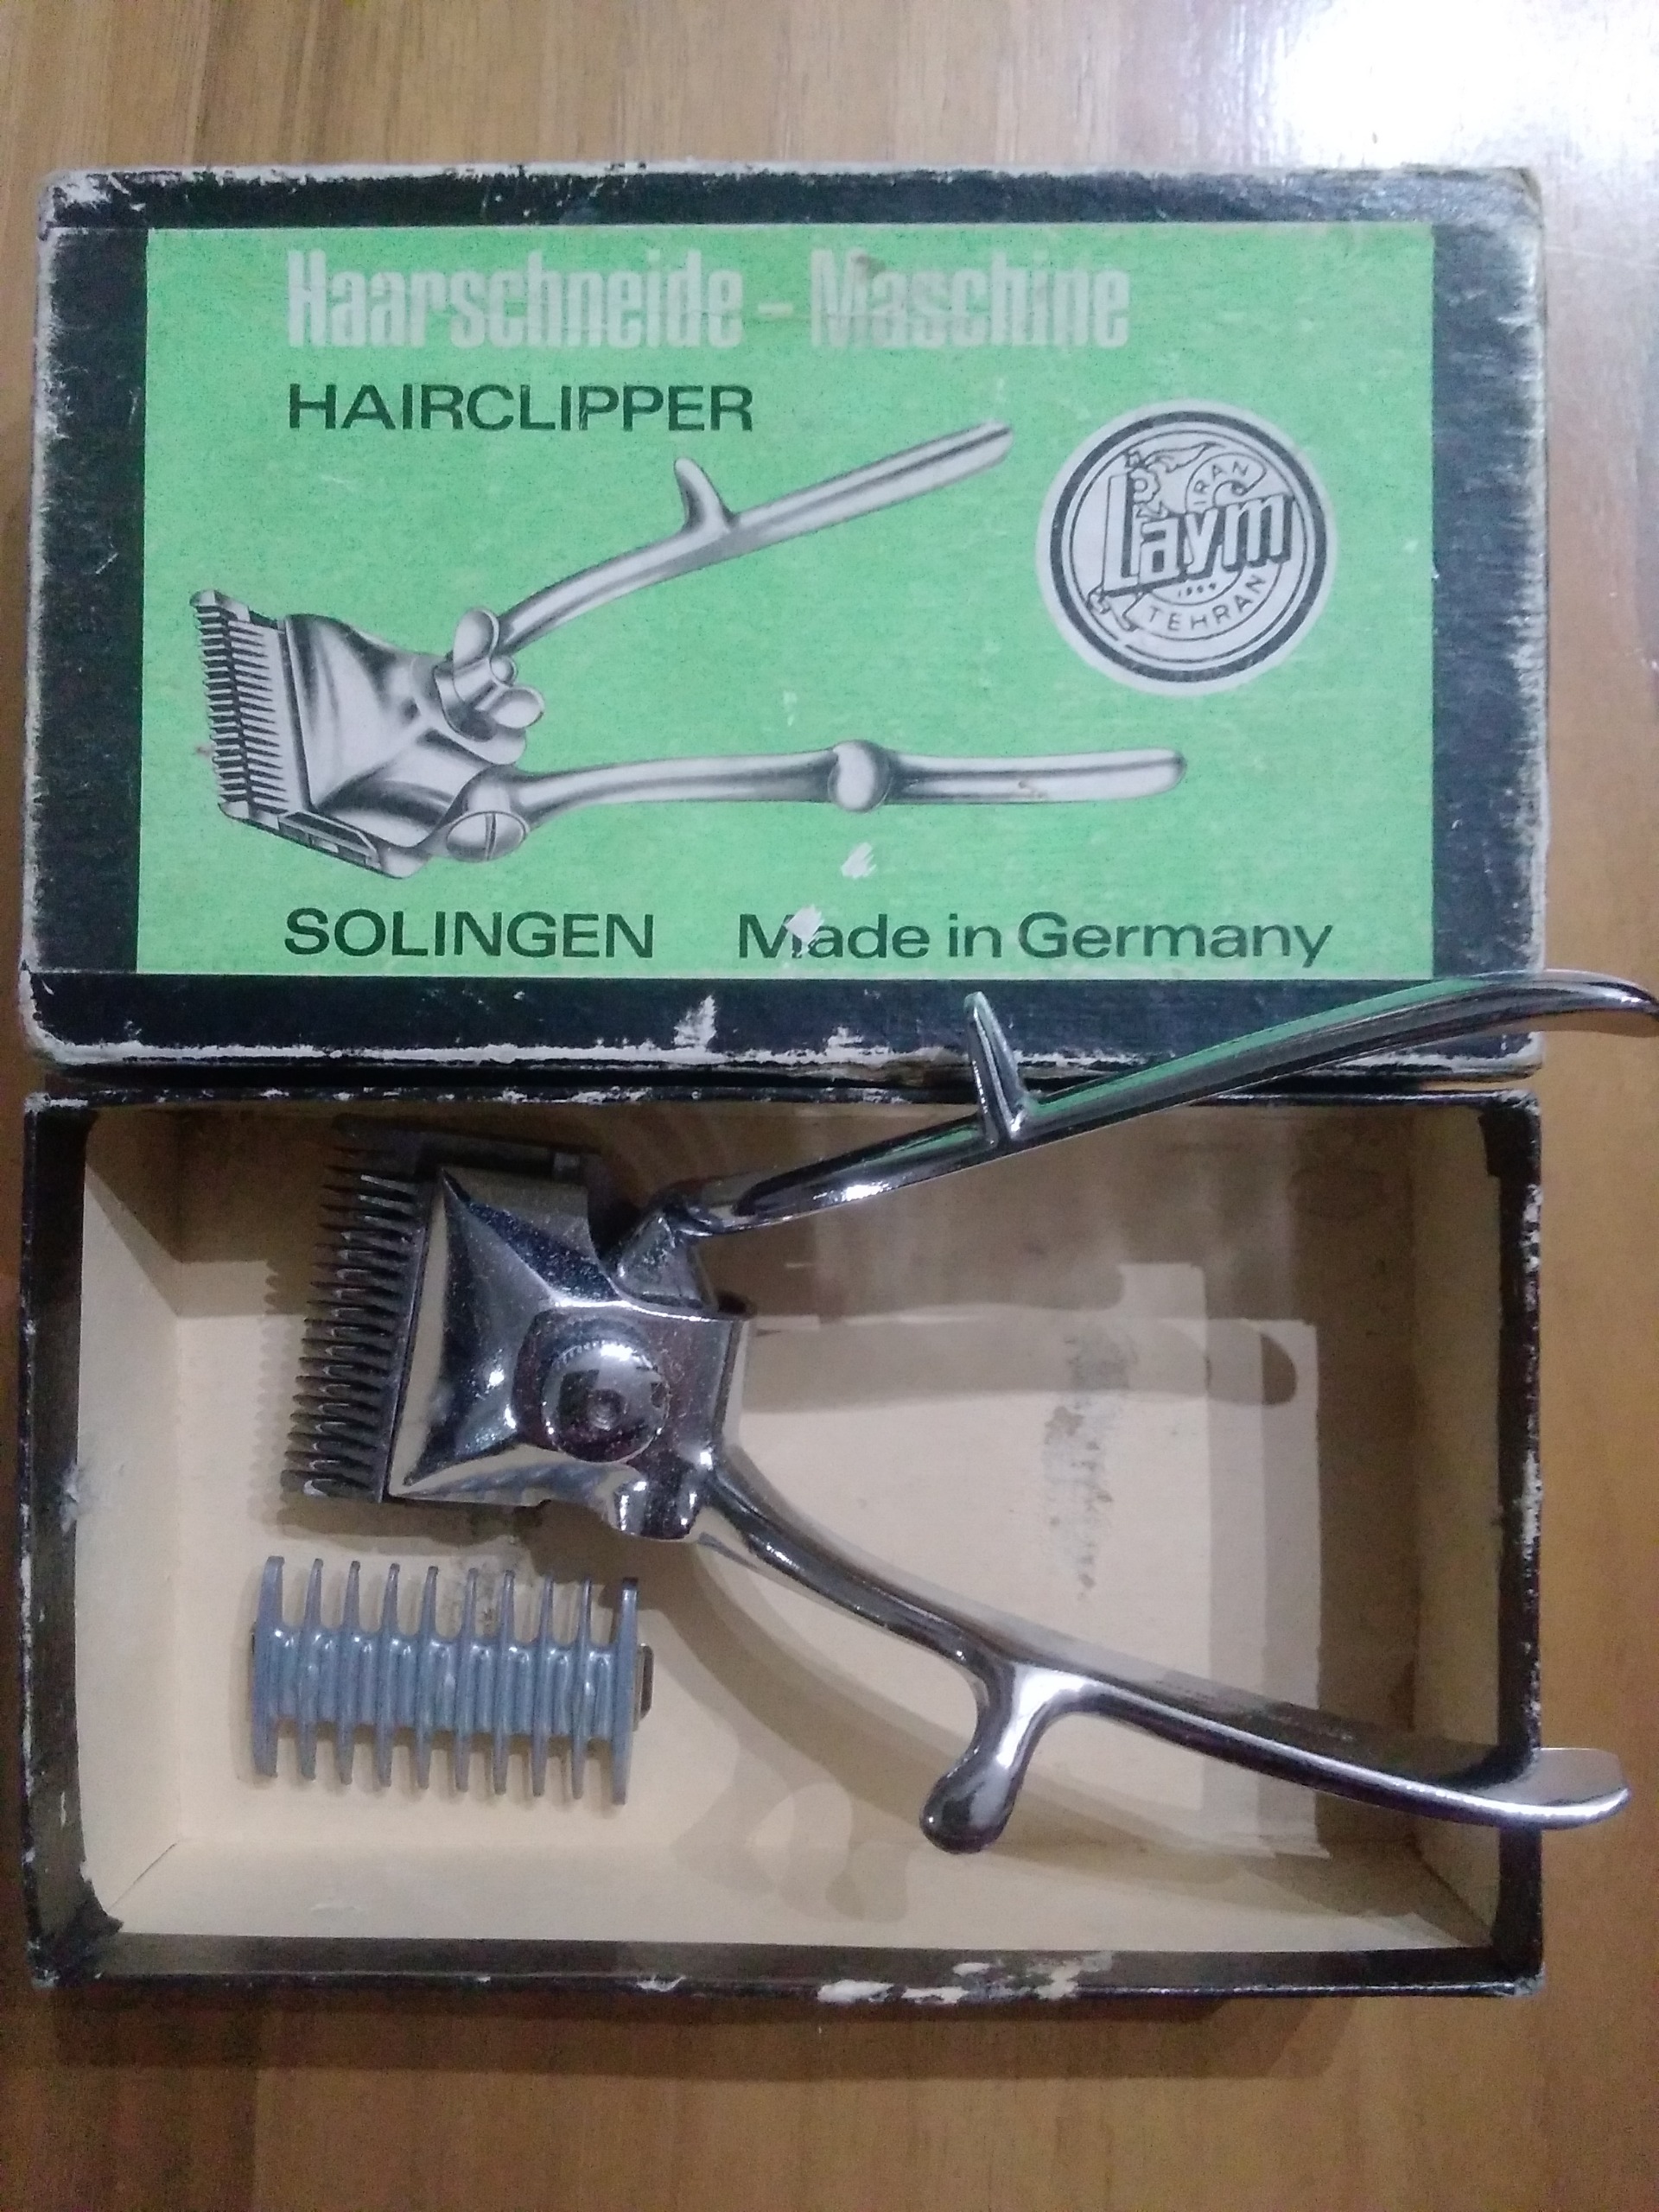 Haarschneide - Maschine
HAIRCLIPPER
IRAN
Laym
TEHRAN
SOLINGEN Made in Germany